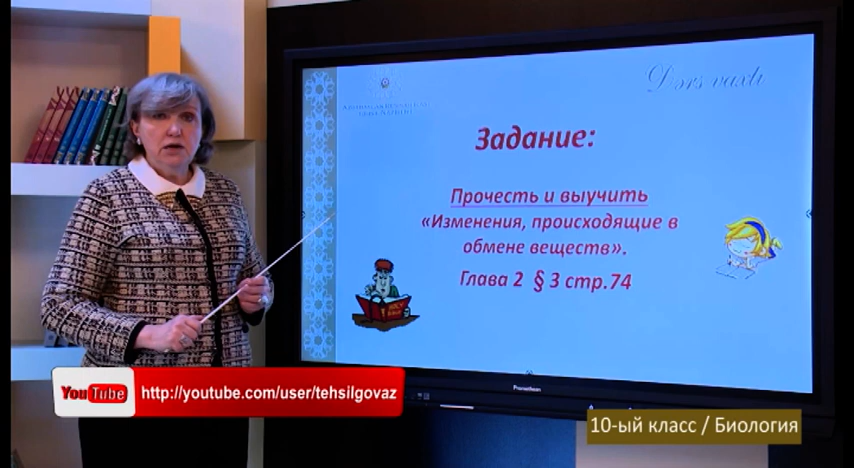 Dərs vaxtı
Задание:
Прочесть и выучить
«Изменения, происходящие в
обмене веществ».
Глава 2 § 3 стр.74
Promethean
YouTube http://youtube.com/user/tehsilgovaz
10-ый класс / Биология